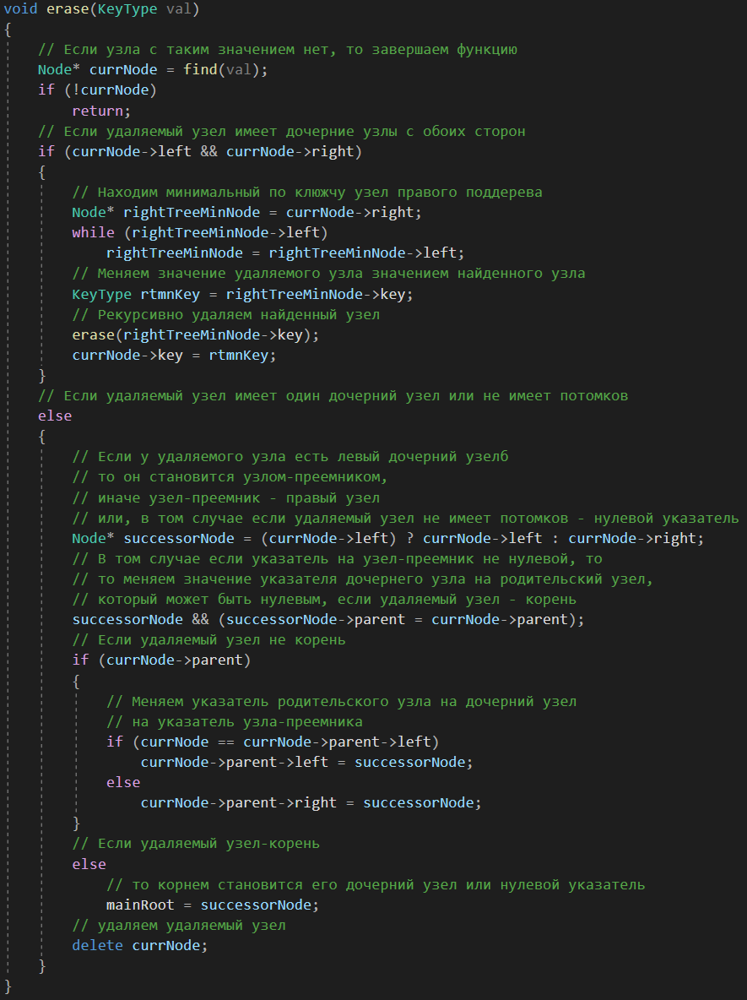 void erase(KeyType val)
{
// Если узла с таким значением нет, то завершаем функцию
Node* currNode = find(val);
if (!currNode)
return;
// Если удаляемый узел имеет дочерние узлы с обоих сторон
if (currNode->left && currNode->right)
{
// Находим минимальный по клюжчу узел правого поддерева
Node* rightTreeMinNode = currNode->right;
while (rightTreeMinNode->left)
rightTreeMinNode = rightTreeMinNode->left;
// Меняем значение удаляемого узла значением найденного узла
KeyType rtmnKey = rightTreeMinNode->key;
// Рекурсивно удаляем найденный узел
erase(rightTreeMinNode->key);
currNode->key = rtmnKey;
}
// Если удаляемый узел имеет один дочерний узел или не имеет потомков
else
{
// Если у удаляемого узла есть левый дочерний узелб
// то он становится узлом-преемником,
// иначе узел-преемник - правый узел
// или, в том случае если удаляемый узел не имеет потомков - нулевой указатель
Node* successorNode = (currNode->left) ? currNode->left : currNode->right;
// В том случае если указатель на узел-преемник не нулевой, то
// то меняем значение указателя дочернего узла на родительский узел,
// который может быть нулевым, если удаляемый узел - корень
successorNode && (successorNode->parent = currNode->parent);
// Если удаляемый узел не корень
if (currNode->parent)
{
// Меняем указатель родительского узла на дочерний узел
// на указатель узла-преемника
if (currNode == currNode->parent->left)
currNode->parent->left = successorNode;
else
currNode->parent->right = successorNode;
}
// Если удаляемый узел-корень
else
// то корнем становится его дочерний узел или нулевой указатель
mainRoot = successorNode;
// удаляем удаляемый узел
delete currNode;
}
}